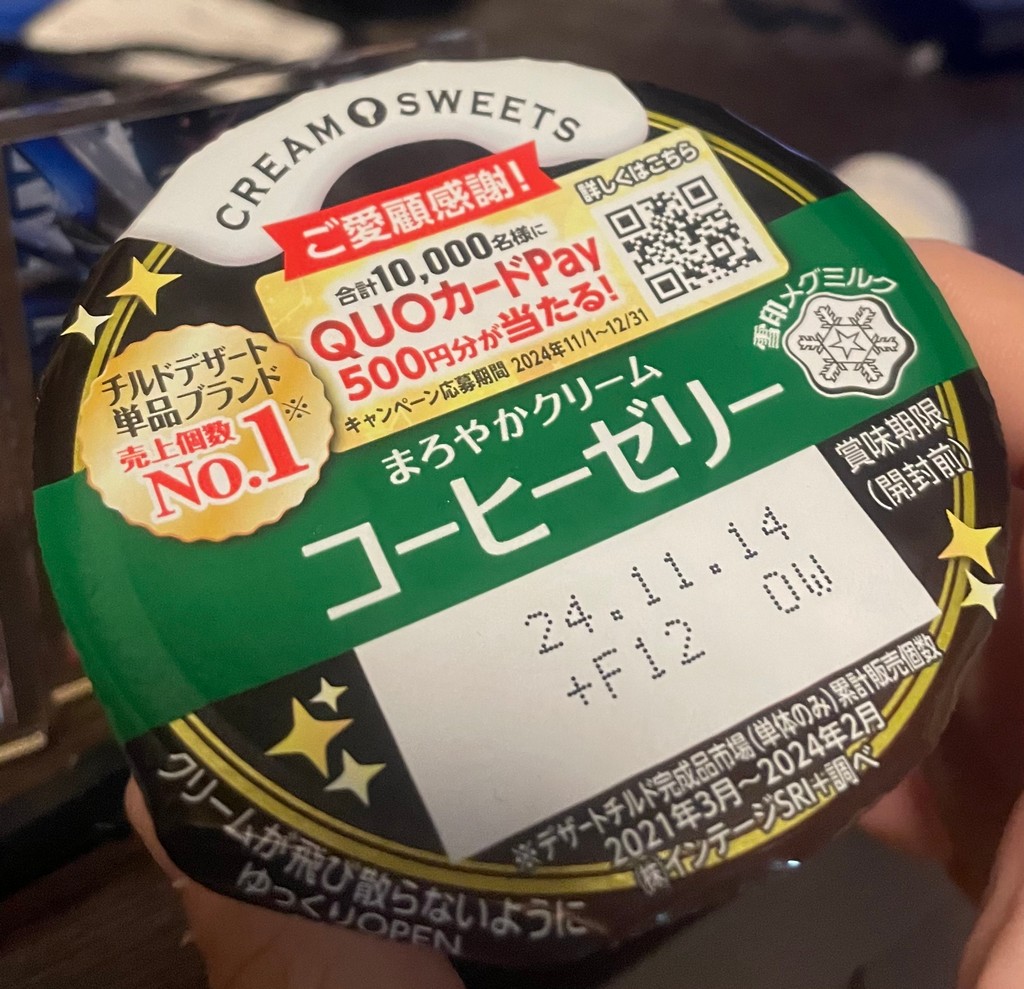 CREAM SWEETS
ご愛顧感謝!
詳しくはこちら
合計10,000名様に
QUOカードPay
500円分が当たる!
キャンペーン応募期間 2024年11/1〜12/31
雪印メグミルク
チルドデザート
単品ブランド
売上個数
No.1※
まろやかクリーム
コーヒーゼリー
賞味期限
(開封前)
24.11.14
+F12 OW
※デザートチルド完成品市場(単体のみ)累計販売個数
2021年3月〜2024年2月
㈱インテージSRI+調べ
クリームが飛び散らないように
ゆっくりOPEN